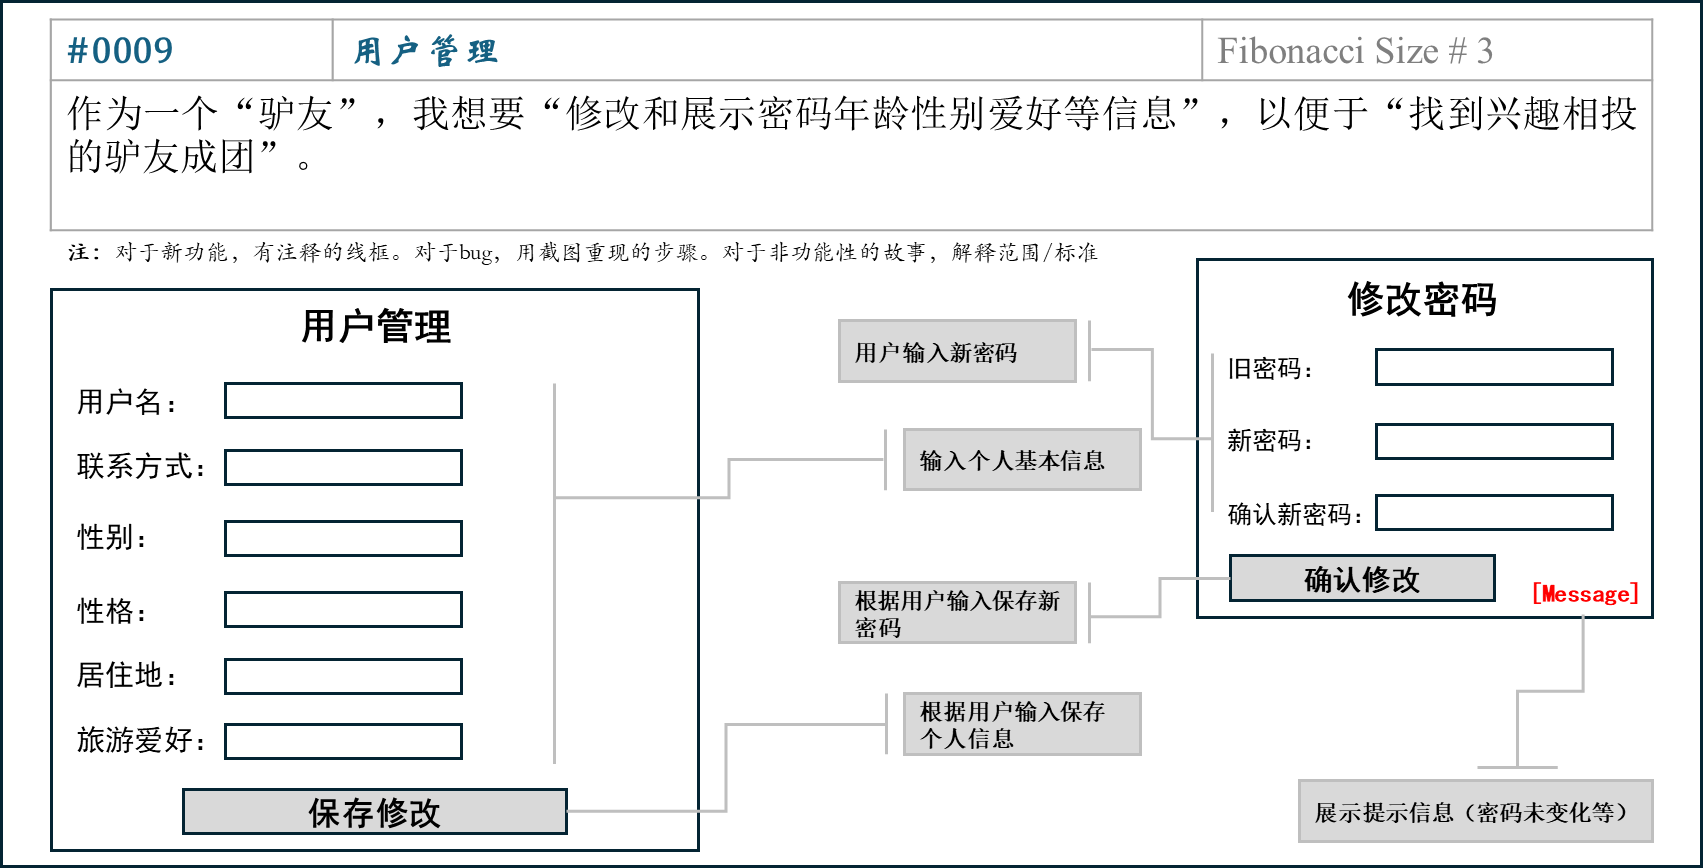 #0009
用户管理
Fibonacci Size # 3
作为一个“驴友”，我想要“修改和展示密码年龄性别爱好等信息”，以便于“找到兴趣相投
的驴友成团”。
注：对于新功能，有注释的线框。对于bug，用截图重现的步骤。对于非功能性的故事，解释范围/标准
用户管理
用户名：
联系方式：
性别：
性格：
居住地：
旅游爱好：
保存修改
用户输入新密码
输入个人基本信息
根据用户输入保存新
密码
根据用户输入保存
个人信息
修改密码
旧密码：
新密码：
确认新密码：
确认修改
[Message]
展示提示信息（密码未变化等）